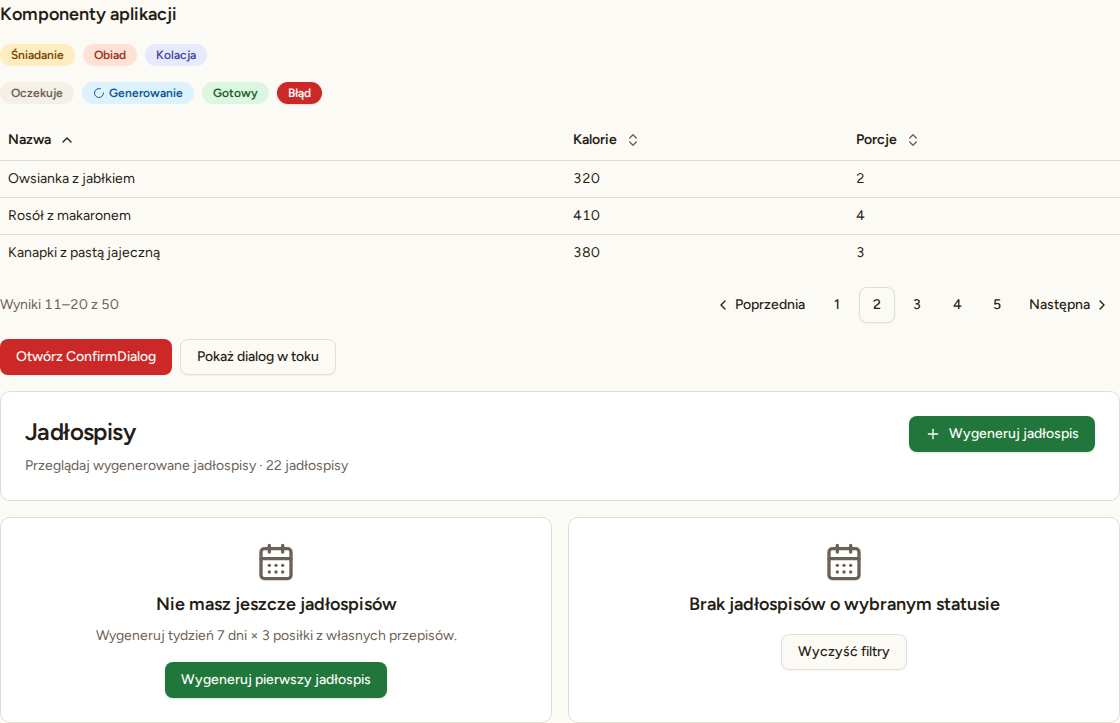 Komponenty aplikacji
Śniadanie Obiad Kolacja
Oczekuje Generowanie Gotowy Błąd
Nazwa Kalorie Porcje
Owsianka z jabłkiem 320 2
Rosół z makaronem 410 4
Kanapki z pastą jajeczną 380 3
Wyniki 11–20 z 50 Poprzednia 1 2 3 4 5 Następna
Otwórz ConfirmDialog Pokaż dialog w toku
Jadłospisy
Wygeneruj jadłospis
Przeglądaj wygenerowane jadłospisy · 22 jadłospisy
Nie masz jeszcze jadłospisów
Wygeneruj tydzień 7 dni × 3 posiłki z własnych przepisów.
Wygeneruj pierwszy jadłospis
Brak jadłospisów o wybranym statusie
Wyczyść filtry